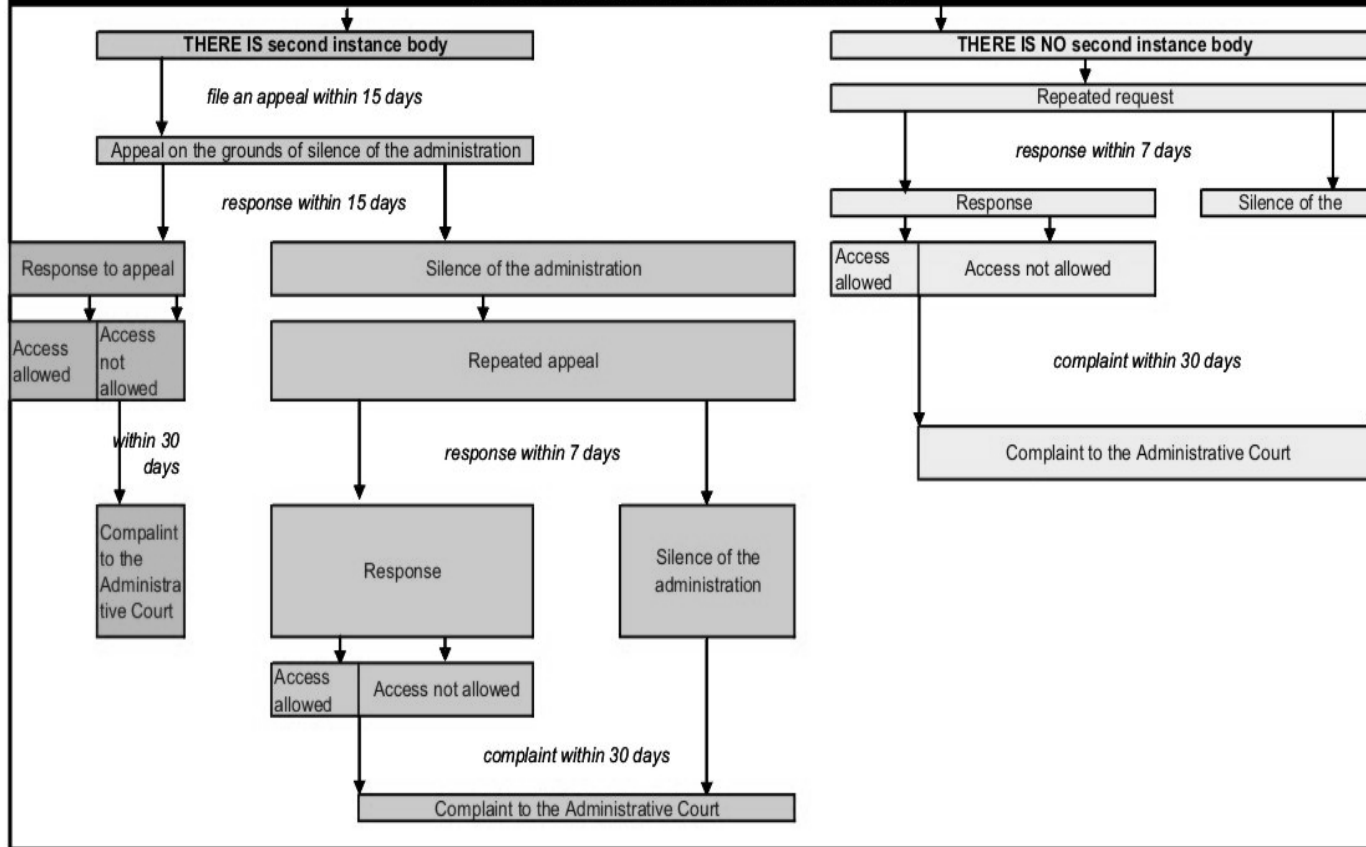 THERE IS second instance body
file an appeal within 15 days
Appeal on the grounds of silence of the administration
response within 15 days
Response to appeal
Silence of the administration
Access
allowed
Access
not
allowed
Repeated appeal
within 30
days
response within 7 days
Compalint
to the
Administra
tive Court
Response
Silence of the
administration
Access
allowed
Access not allowed
complaint within 30 days
Complaint to the Administrative Court
THERE IS NO second instance body
Repeated request
response within 7 days
Response
Silence of the
Access
allowed
Access not allowed
complaint within 30 days
Complaint to the Administrative Court